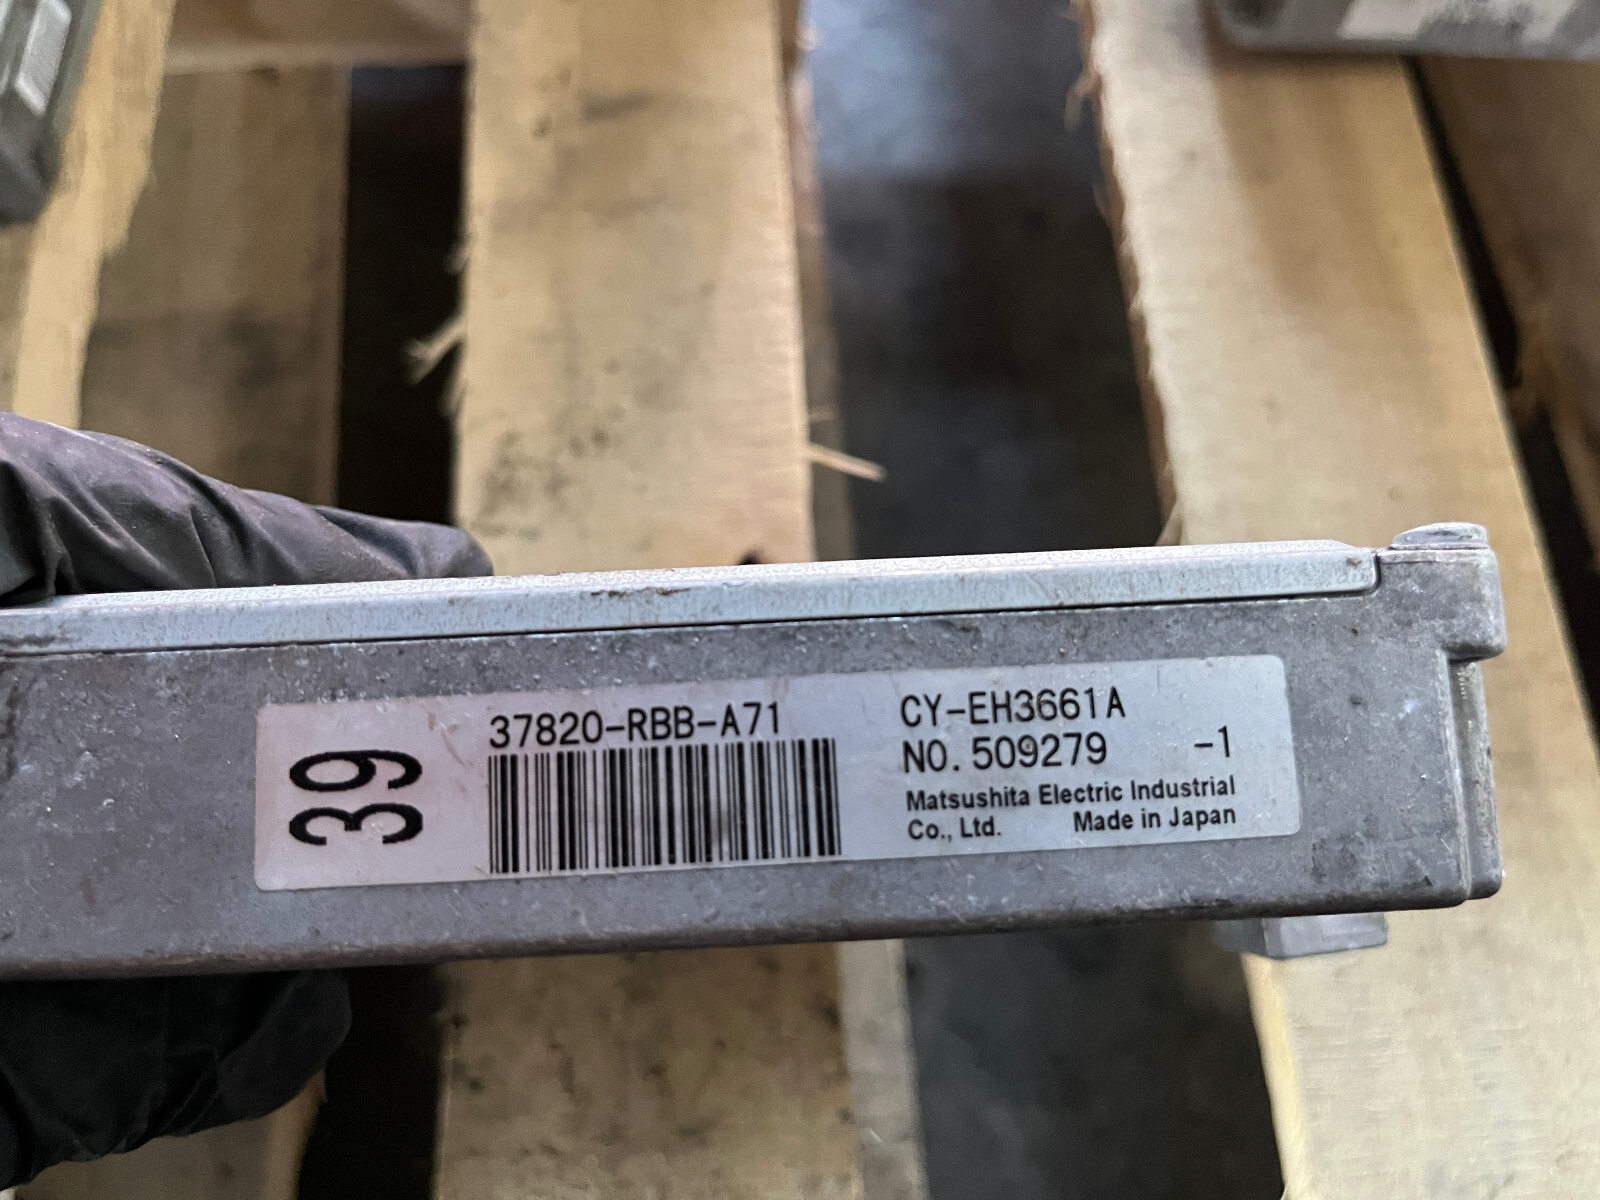 39
37820-RBB-A71
CY-EH3661A
NO. 509279 -1
Matsushita Electric Industrial
Co., Ltd. Made in Japan